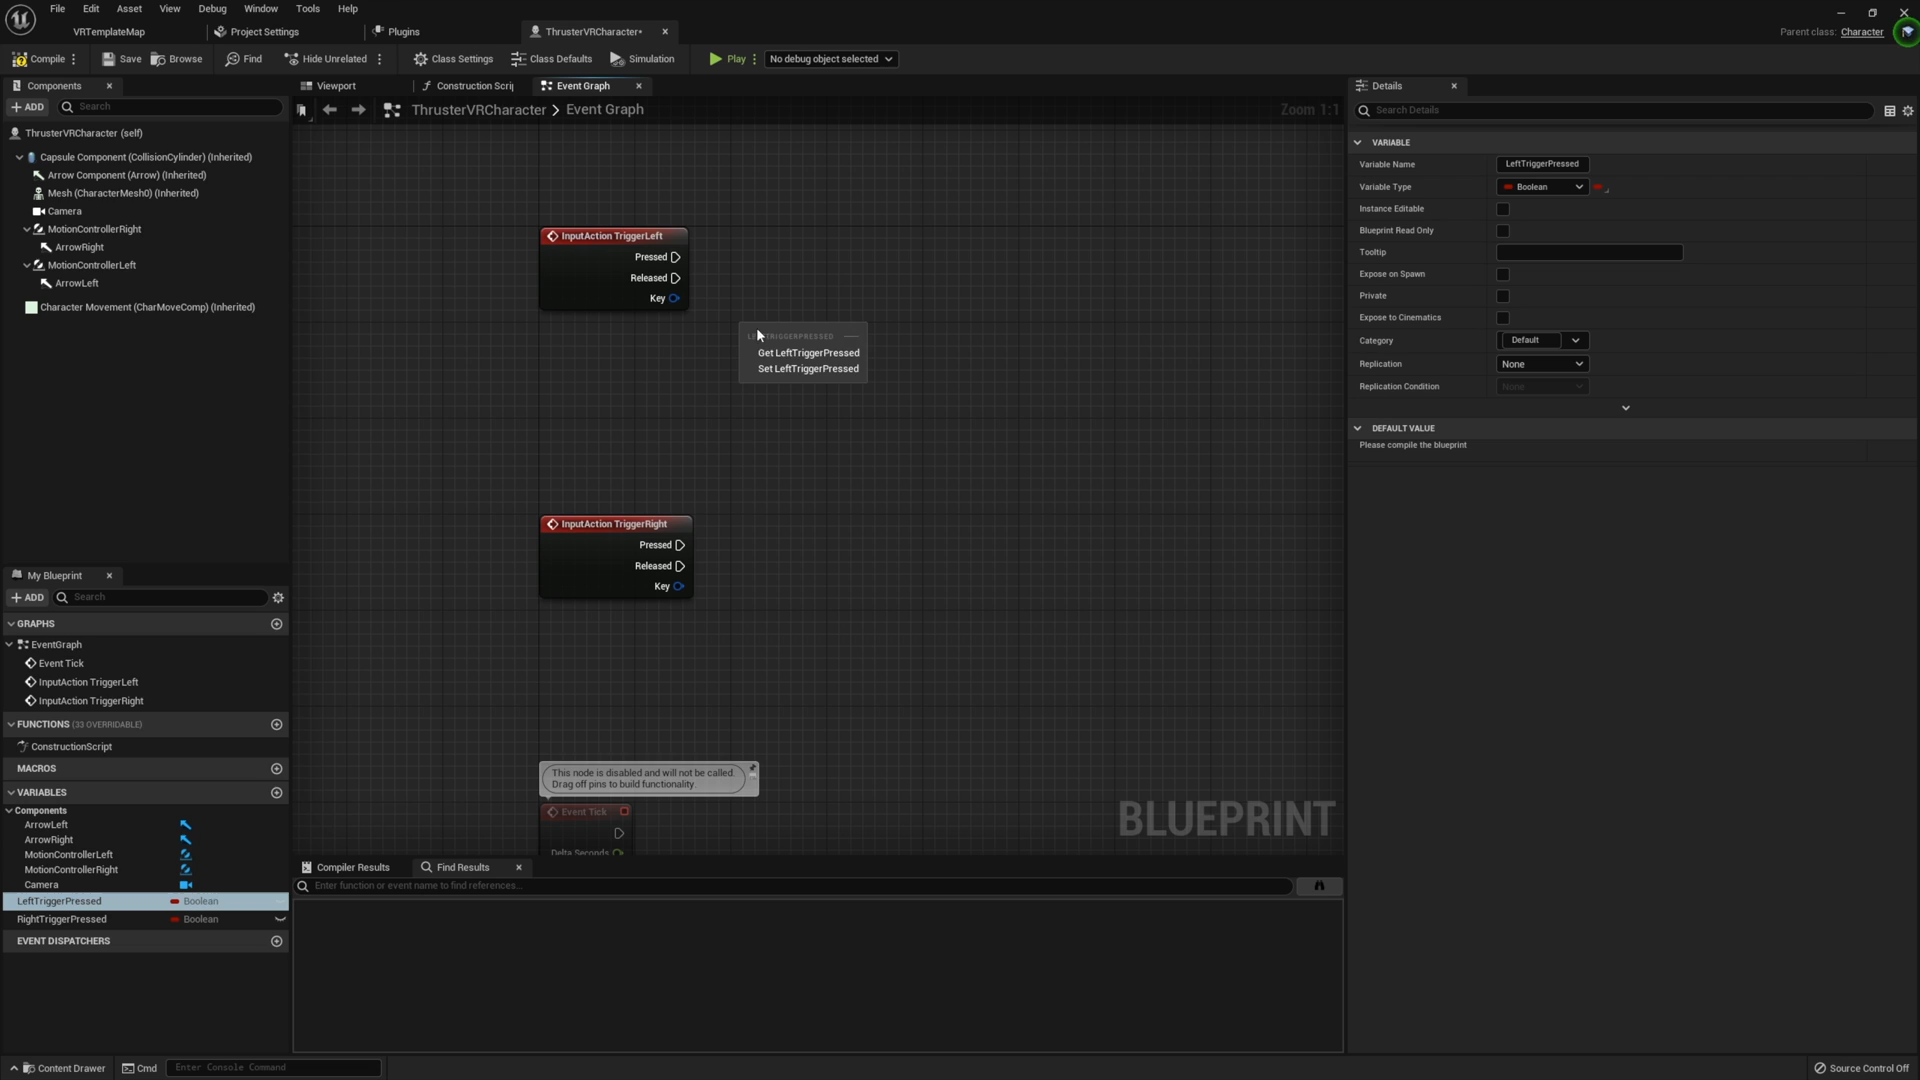 File Edit Asset View Debug Window Tools Help
VRTemplateMap Project Settings Plugins ThrusterVRCharacter* Parent class: Character
Compile Save Browse Find Hide Unrelated Class Settings Class Defaults Simulation Play No debug object selected
Components Viewport Construction Scrip Event Graph Details
ADD Search ThrusterVRCharacter > Event Graph Zoom 1:1 Search Details
ThrusterVRCharacter (self)
Capsule Component (CollisionCylinder) (Inherited)
Arrow Component (Arrow) (Inherited)
Mesh (CharacterMesh0) (Inherited)
Camera
MotionControllerRight
ArrowRight
MotionControllerLeft
ArrowLeft
Character Movement (CharMoveComp) (Inherited)
InputAction TriggerLeft
Pressed
Released
Key
Get LeftTriggerPressed
Set LeftTriggerPressed
InputAction TriggerRight
Pressed
Released
Key
This node is disabled and will not be called.
Drag off pins to build functionality.
Event Tick
Delta Seconds
BLUEPRINT
VARIABLE
Variable Name LeftTriggerPressed
Variable Type Boolean
Instance Editable
Blueprint Read Only
Tooltip
Expose on Spawn
Private
Expose to Cinematics
Category Default
Replication None
Replication Condition None
DEFAULT VALUE
Please compile the blueprint
My Blueprint
ADD Search
GRAPHS
EventGraph
Event Tick
InputAction TriggerLeft
InputAction TriggerRight
FUNCTIONS (33 OVERRIDABLE)
ConstructionScript
MACROS
VARIABLES
Components
ArrowLeft
ArrowRight
MotionControllerLeft
MotionControllerRight
Camera
LeftTriggerPressed Boolean
RightTriggerPressed Boolean
EVENT DISPATCHERS
Compiler Results Find Results
Enter function or event name to find references...
Content Drawer Cmd Enter Console Command Source Control Off